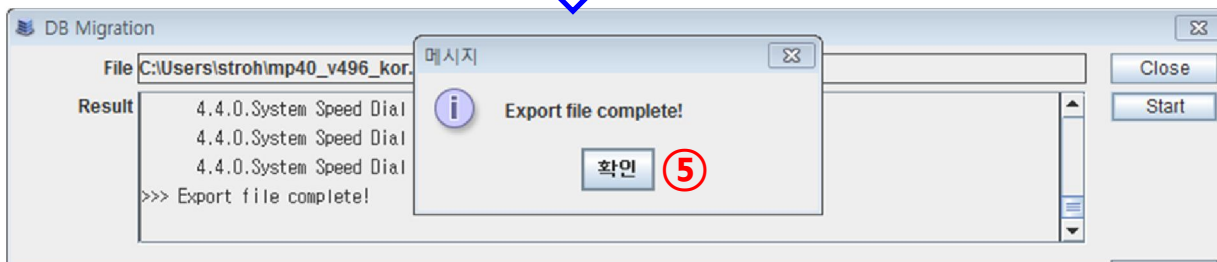 DB Migration
File C:\Users\stroh\mp40_v496_kor.
Close
Result
4.4.0.System Speed Dial
4.4.0.System Speed Dial
4.4.0.System Speed Dial
>>> Export file complete!
Start
메시지
Export file complete!
확인 ⑤